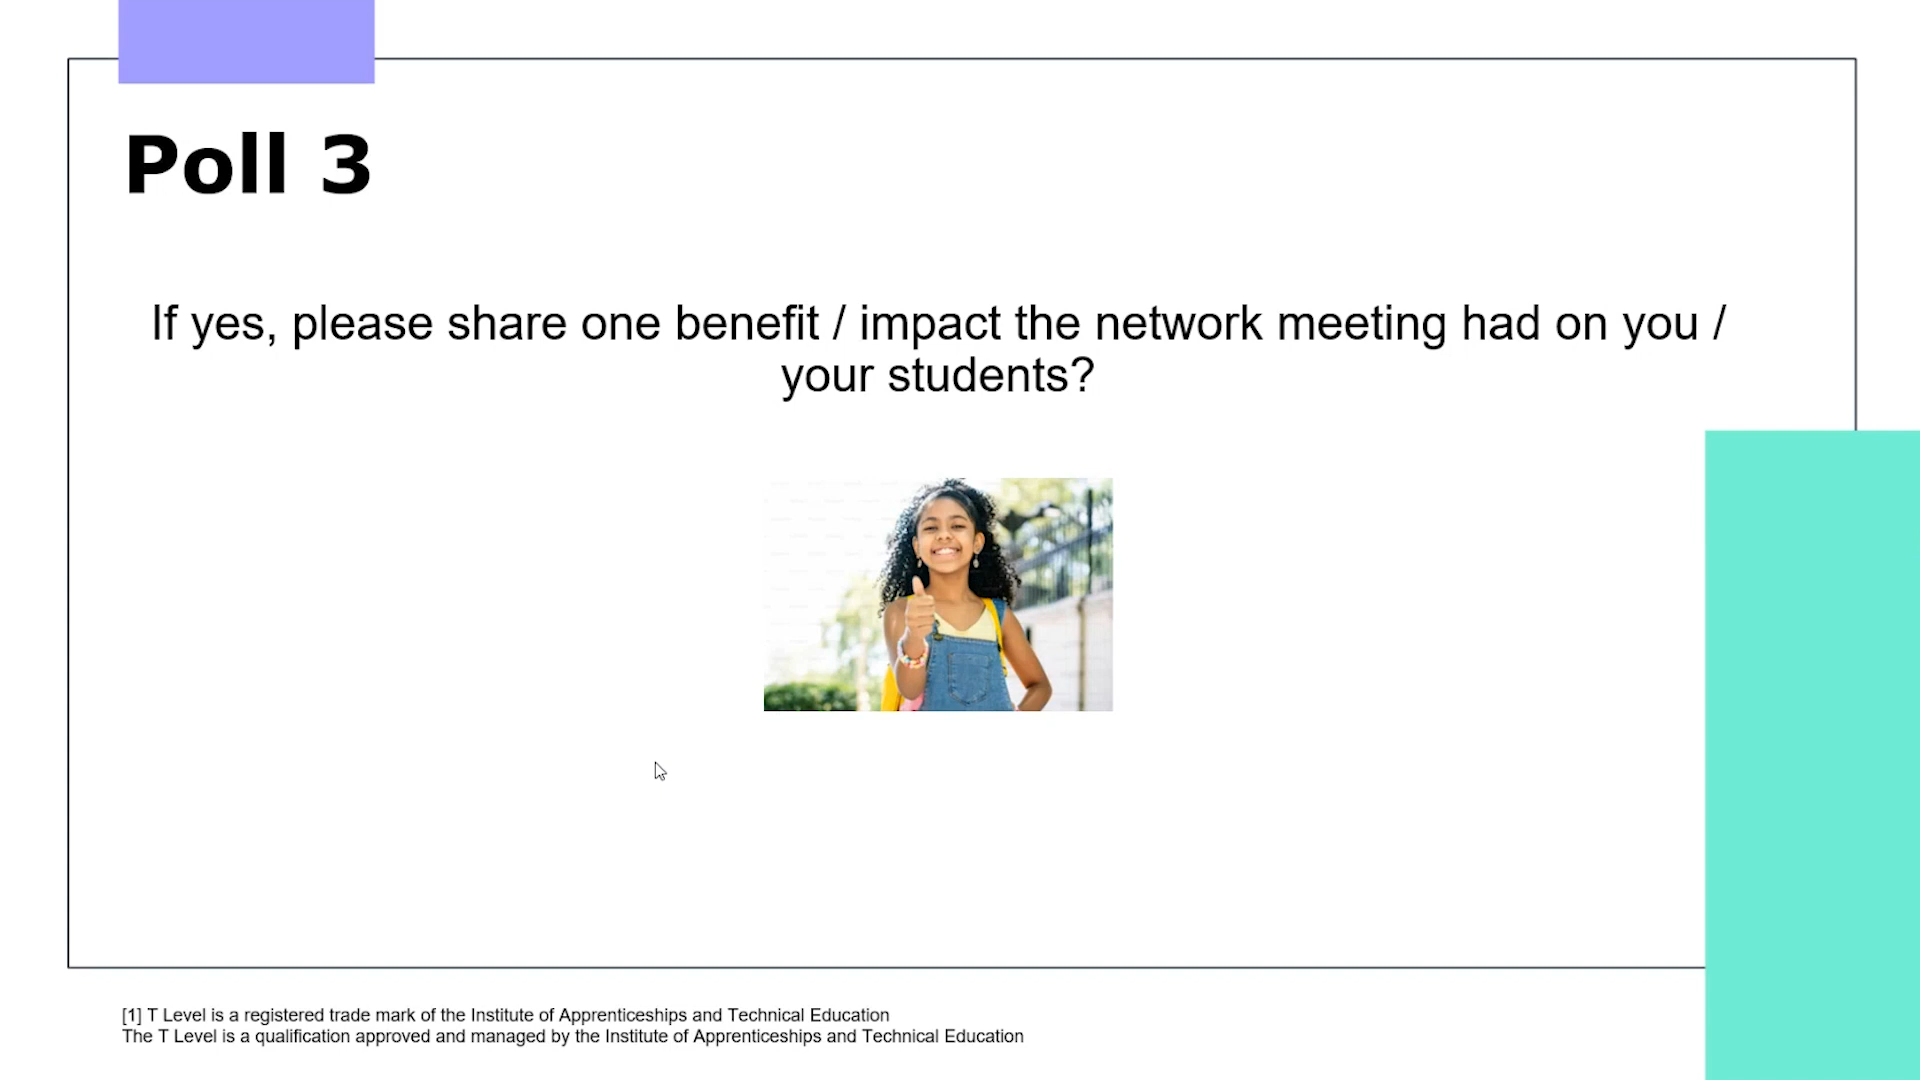 Poll 3
If yes, please share one benefit / impact the network meeting had on you /
your students?
[1] T Level is a registered trade mark of the Institute of Apprenticeships and Technical Education
The T Level is a qualification approved and managed by the Institute of Apprenticeships and Technical Education